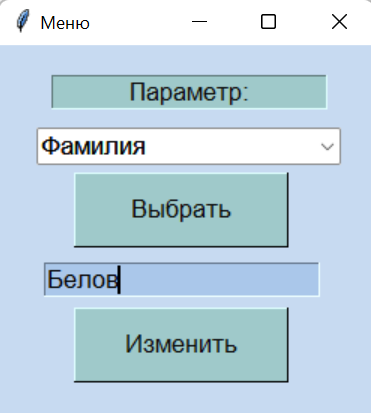 Меню
Параметр:
Фамилия
Выбрать
Белов
Изменить